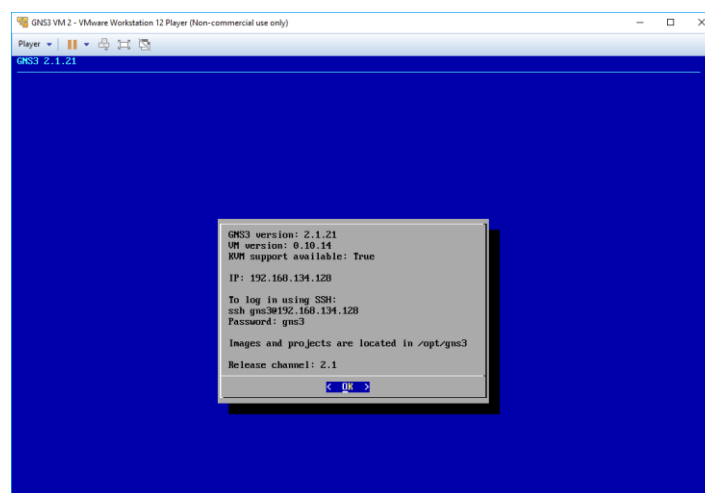 GNS3 VM 2 - VMware Workstation 12 Player (Non-commercial use only)
Player
GNS3 2.1.21
GNS3 version: 2.1.21
VM version: 0.10.14
KVM support available: True
IP: 192.168.134.128
To log in using SSH:
ssh gns3@192.168.134.128
Password: gns3
Images and projects are located in /opt/gns3
Release channel: 2.1
< OK >